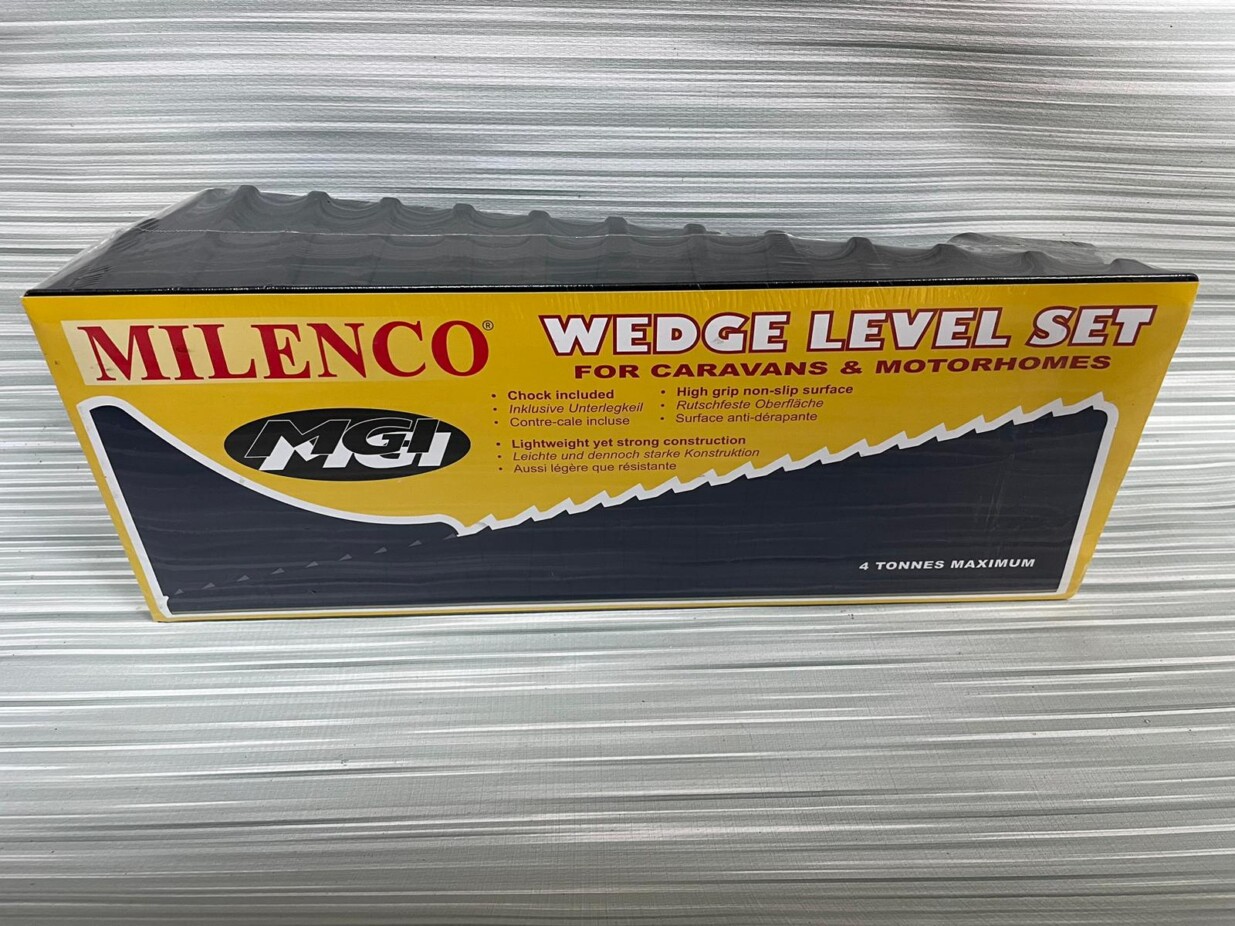 MILENCO®
WEDGE LEVEL SET
FOR CARAVANS & MOTORHOMES
• Chock included
• Inklusive Unterlegkeil
• Contre-cale incluse
• High grip non-slip surface
• Rutschfeste Oberfläche
• Surface anti-dérapante
• Lightweight yet strong construction
• Leichte und dennoch starke Konstruktion
• Aussi légère que résistante
MGI
4 TONNES MAXIMUM